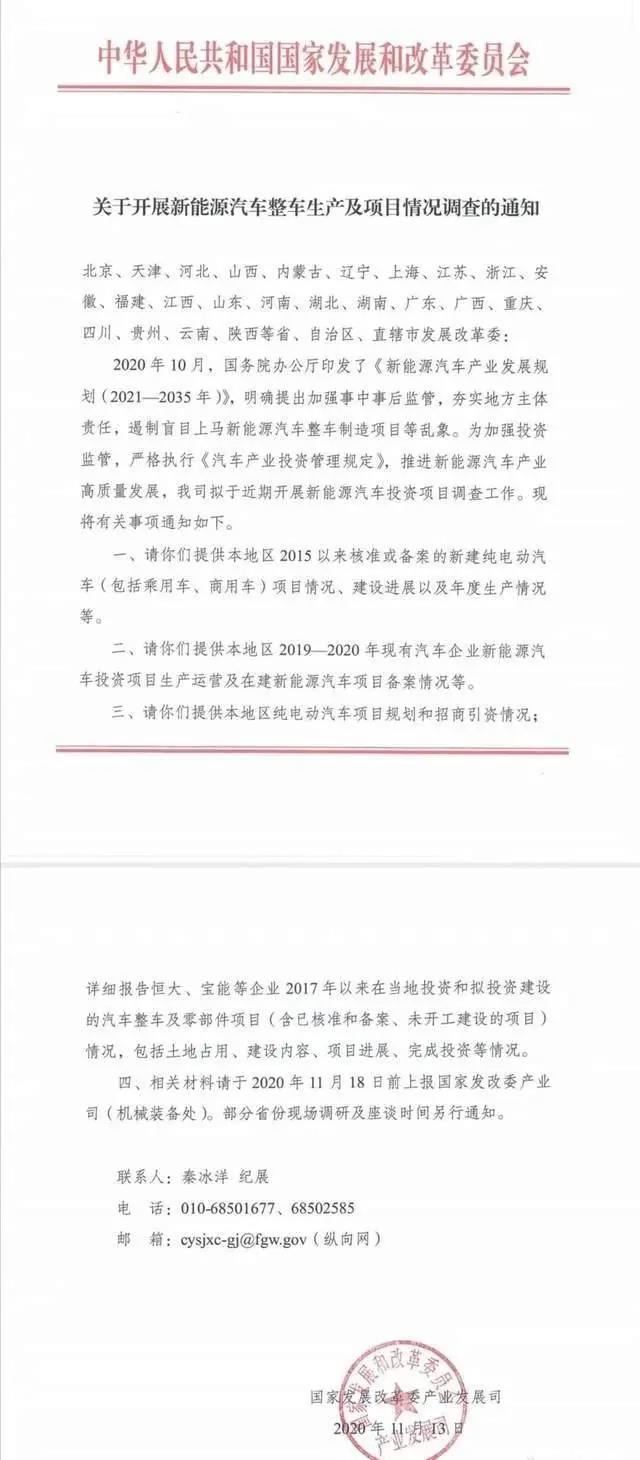 中华人民共和国国家发展和改革委员会
关于开展新能源汽车整车生产及项目情况调查的通知
北京、天津、河北、山西、内蒙古、辽宁、上海、江苏、浙江、安
徽、福建、江西、山东、河南、湖北、湖南、广东、广西、重庆、
四川、贵州、云南、陕西等省、自治区、直辖市发展改革委：
2020 年 10 月，国务院办公厅印发了《新能源汽车产业发展规
划（2021—2035 年）》，明确提出加强事中事后监管，夯实地方主体
责任，遏制盲目上马新能源汽车整车制造项目等乱象。为加强投资
监管，严格执行《汽车产业投资管理规定》，推进新能源汽车产业
高质量发展，我司拟于近期开展新能源汽车投资项目调查工作。现
将有关事项通知如下。
一、请你们提供本地区 2015 以来核准或备案的新建纯电动汽
车（包括乘用车、商用车）项目情况、建设进展以及年度生产情况
等。
二、请你们提供本地区 2019—2020 年现有汽车企业新能源汽
车投资项目生产运营及在建新能源汽车项目备案情况等。
三、请你们提供本地区纯电动汽车项目规划和招商引资情况；
详细报告恒大、宝能等企业 2017 年以来在当地投资和拟投资建设
的汽车整车及零部件项目（含已核准和备案、未开工建设的项目）
情况，包括土地占用、建设内容、项目进展、完成投资等情况。
四、相关材料请于 2020 年 11 月 18 日前上报国家发改委产业
司（机械装备处）。部分省份现场调研及座谈时间另行通知。
联系人：秦冰洋 纪展
电 话：010-68501677、68502585
邮 箱：cysjxc-gj@fgw.gov（纵向网）
国家发展和改革委员会
国家发展改革委产业发展司
2020 年 11 月 13 日
产业发展司